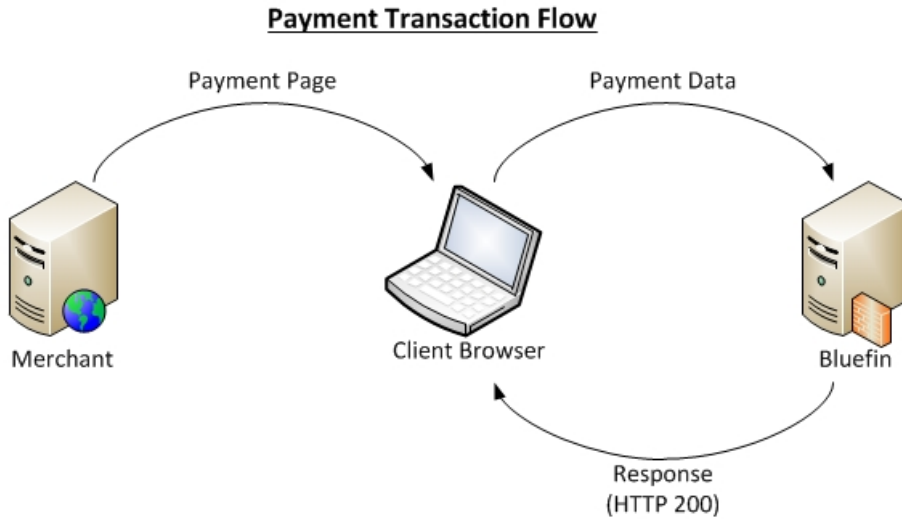 Payment Transaction Flow
Payment Page
Payment Data
Merchant
Client Browser
Bluefin
Response
(HTTP 200)